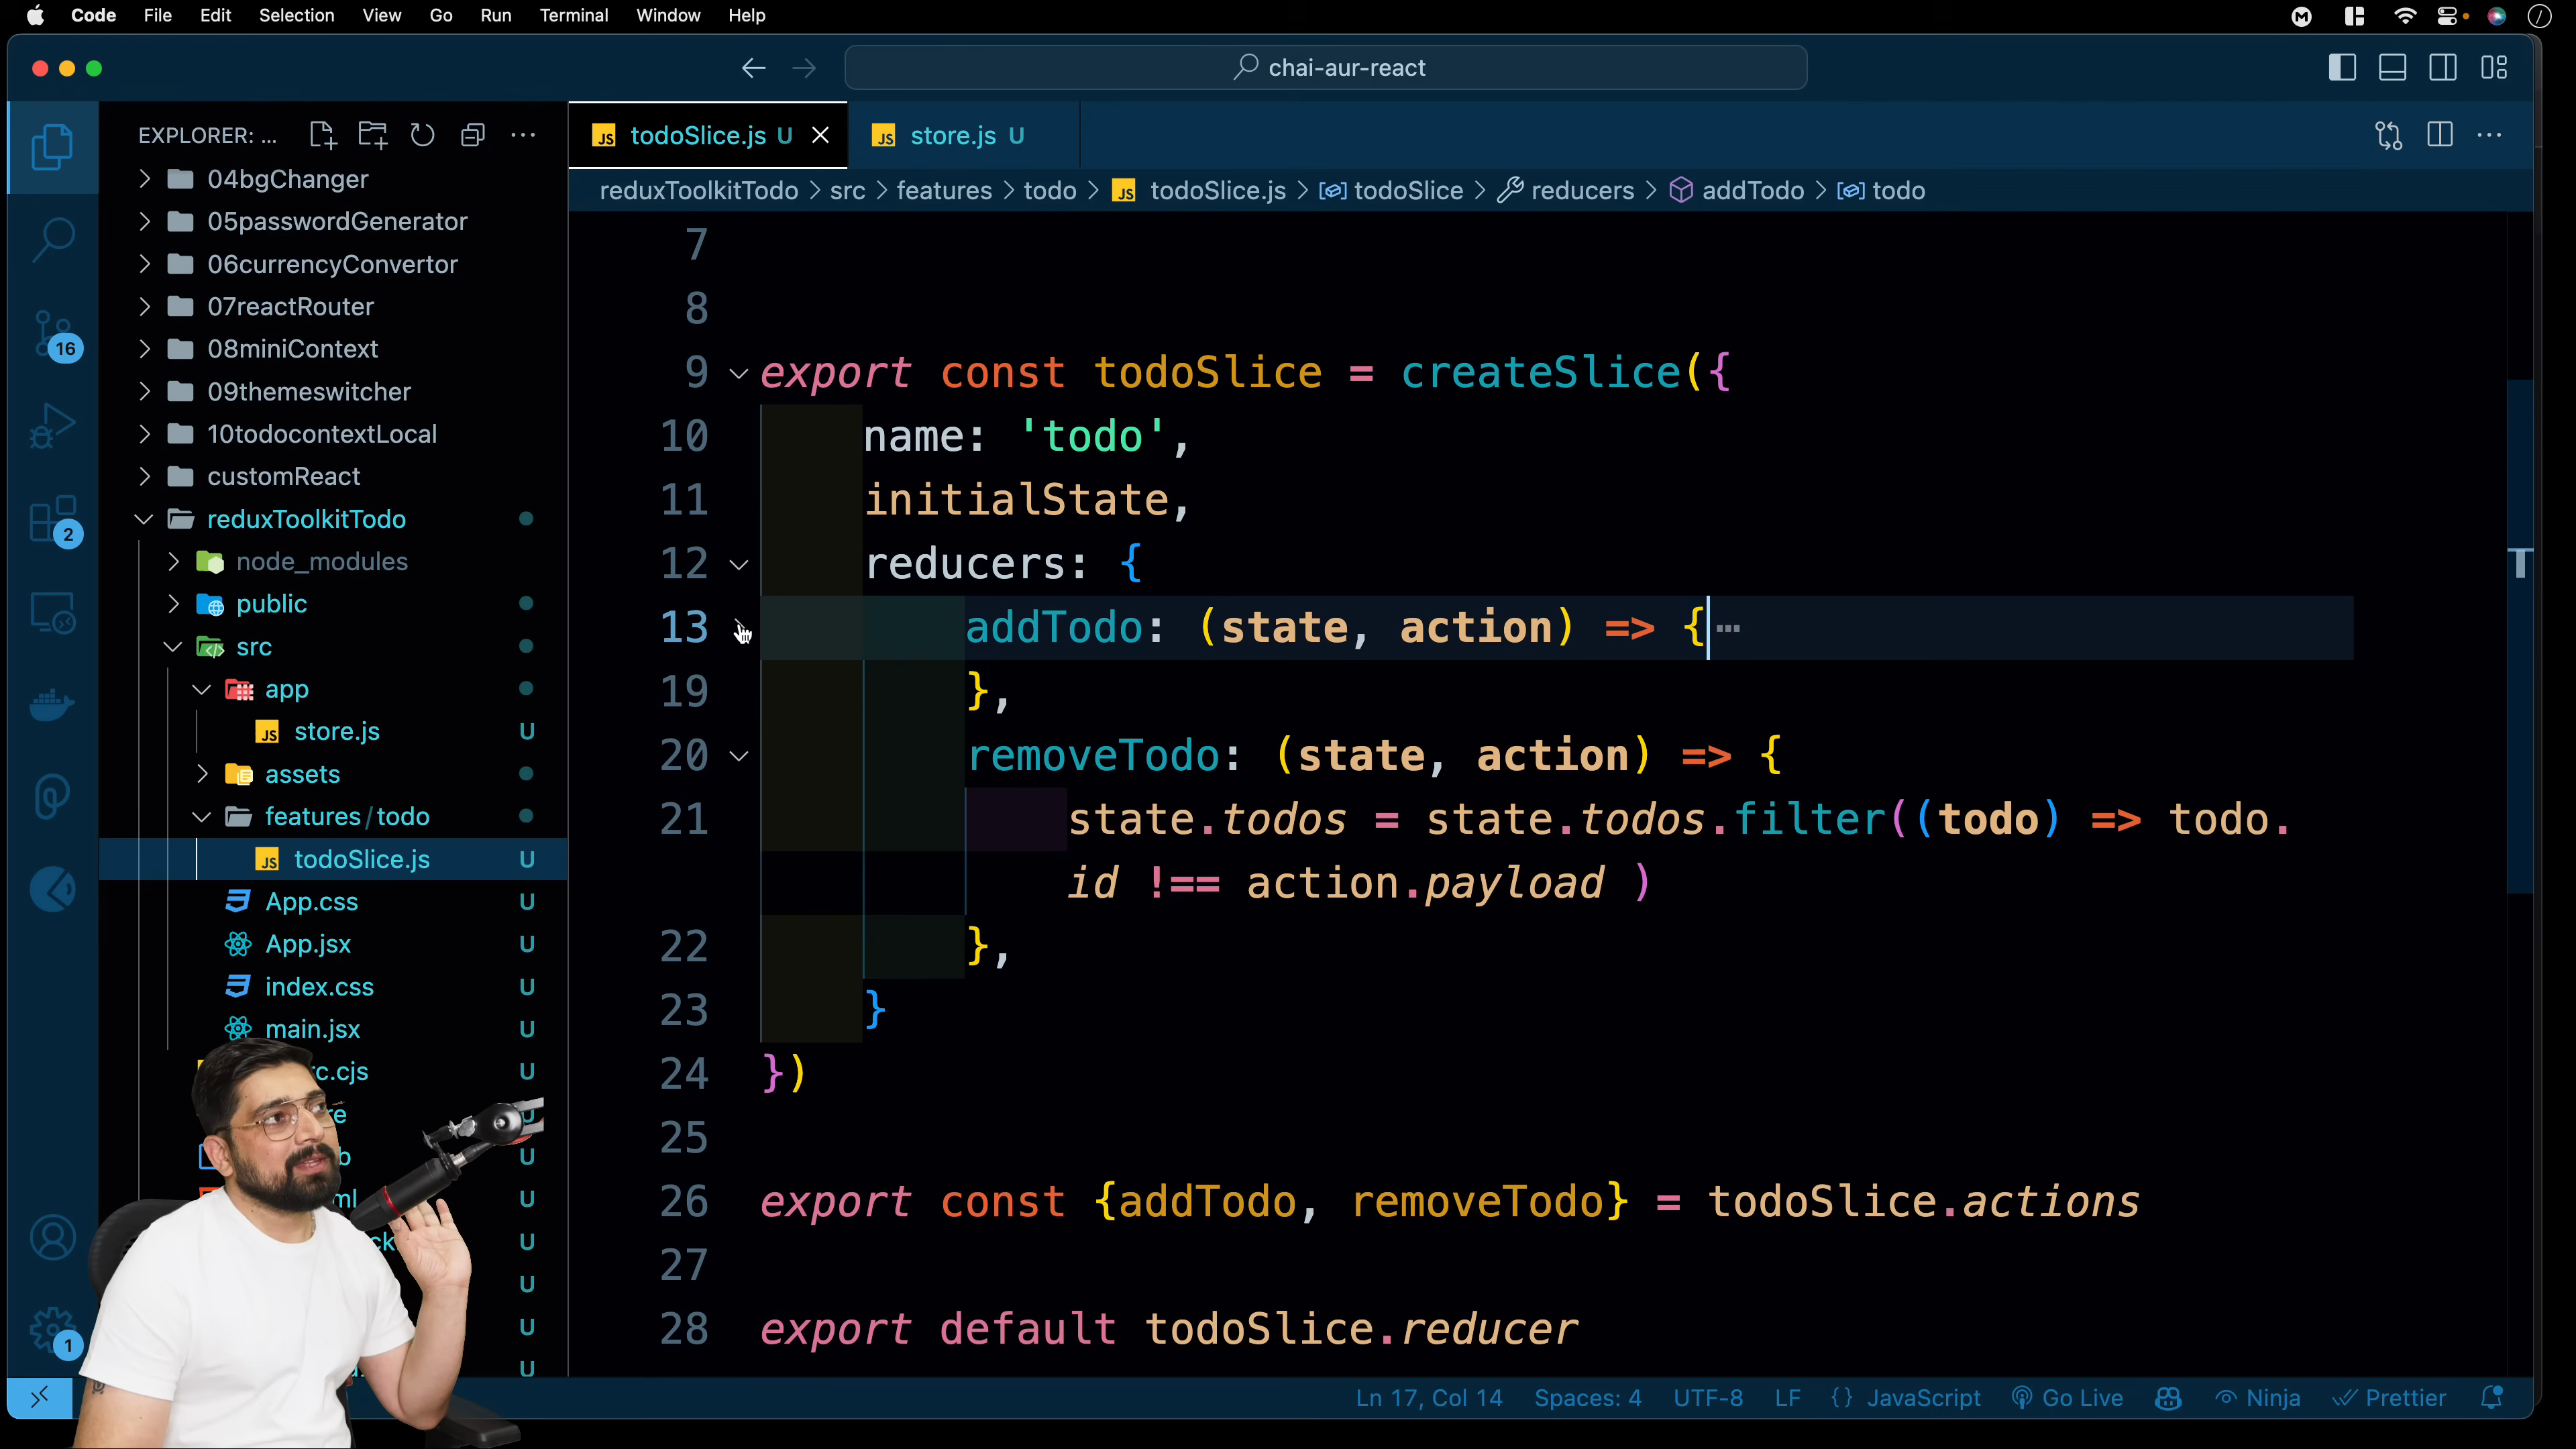 Code File Edit Selection View Go Run Terminal Window Help
chai-aur-react
EXPLORER: ...
04bgChanger
05passwordGenerator
06currencyConvertor
07reactRouter
08miniContext
09themeswitcher
10todocontextLocal
customReact
reduxToolkitTodo
node_modules
public
src
app
store.js U
assets
features/todo
todoSlice.js U
App.css U
App.jsx U
index.css U
main.jsx U
rc.cjs U
U
U
U
U
U
U
16
2
1
todoSlice.js U
store.js U
reduxToolkitTodo > src > features > todo > JS todoSlice.js > todoSlice > reducers > addTodo > todo
7
8
9 export const todoSlice = createSlice({
10 name: 'todo',
11 initialState,
12 reducers: {
13 addTodo: (state, action) => {…
19 },
20 removeTodo: (state, action) => {
21 state.todos = state.todos.filter((todo) => todo.
id !== action.payload )
22 },
23 }
24 })
25
26 export const {addTodo, removeTodo} = todoSlice.actions
27
28 export default todoSlice.reducer
Ln 17, Col 14 Spaces: 4 UTF-8 LF {} JavaScript Go Live Ninja Prettier